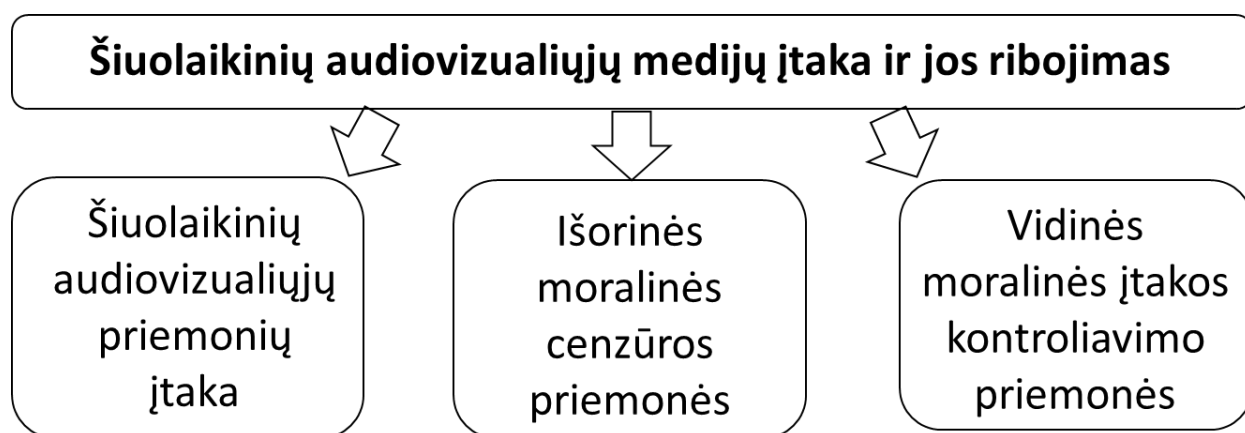 Šiuolaikinių audiovizualiųjų medijų įtaka ir jos ribojimas
Šiuolaikinių
audiovizualiųjų
priemonių
įtaka
Išorinės
moralinės
cenzūros
priemonės
Vidinės
moralinės įtakos
kontroliavimo
priemonės